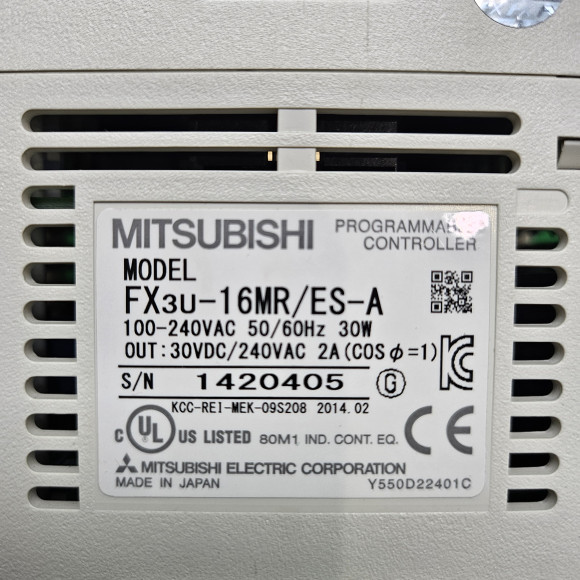 MITSUBISHI
PROGRAMMABLE
CONTROLLER
MODEL
FX3U-16MR/ES-A
100-240VAC 50/60Hz 30W
OUT:30VDC/240VAC 2A(COSφ=1)
S/N 1420405 G
KCC-REI-MEK-09S208 2014.02
c UL US LISTED 80M1 IND. CONT. EQ. CE
MITSUBISHI ELECTRIC CORPORATION
MADE IN JAPAN Y550D22401C